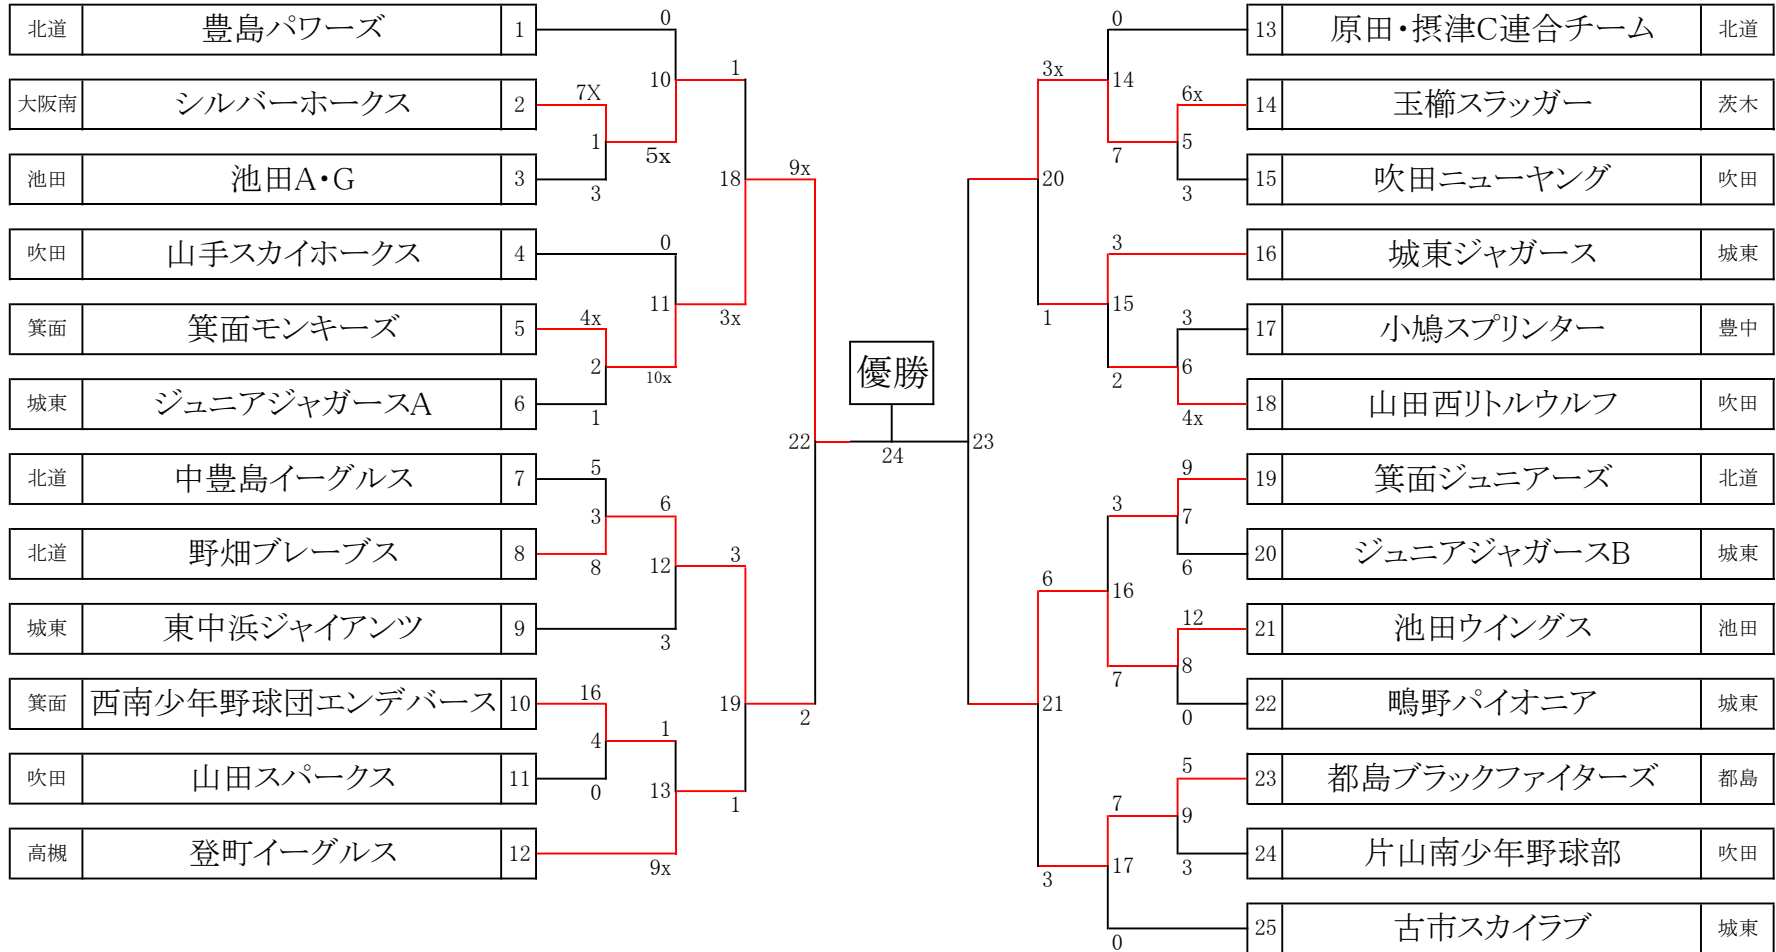 北道 豊島パワーズ 1
大阪南 シルバーホークス 2
池田 池田A・G 3
吹田 山手スカイホークス 4
箕面 箕面モンキーズ 5
城東 ジュニアジャガースA 6
北道 中豊島イーグルス 7
北道 野畑ブレーブス 8
城東 東中浜ジャイアンツ 9
箕面 西南少年野球団エンデバース 10
吹田 山田スパークス 11
高槻 登町イーグルス 12
0
10
7X
1
5x
3
1
18
0
11
4x
2
10x
1
3x
9x
5
3
8
6
12
3
3
16
4
0
1
13
9x
19
1
2
22
優勝
24
23
0
14
6x
5
3
7
3x
20
3
15
3
6
4x
2
1
9
7
6
3
16
12
8
0
7
6
21
5
9
3
7
17
0
3
13 原田・摂津C連合チーム 北道
14 玉櫛スラッガー 茨木
15 吹田ニューヤング 吹田
16 城東ジャガース 城東
17 小鳩スプリンター 豊中
18 山田西リトルウルフ 吹田
19 箕面ジュニアーズ 北道
20 ジュニアジャガースB 城東
21 池田ウイングス 池田
22 鴫野パイオニア 城東
23 都島ブラックファイターズ 都島
24 片山南少年野球部 吹田
25 古市スカイラブ 城東